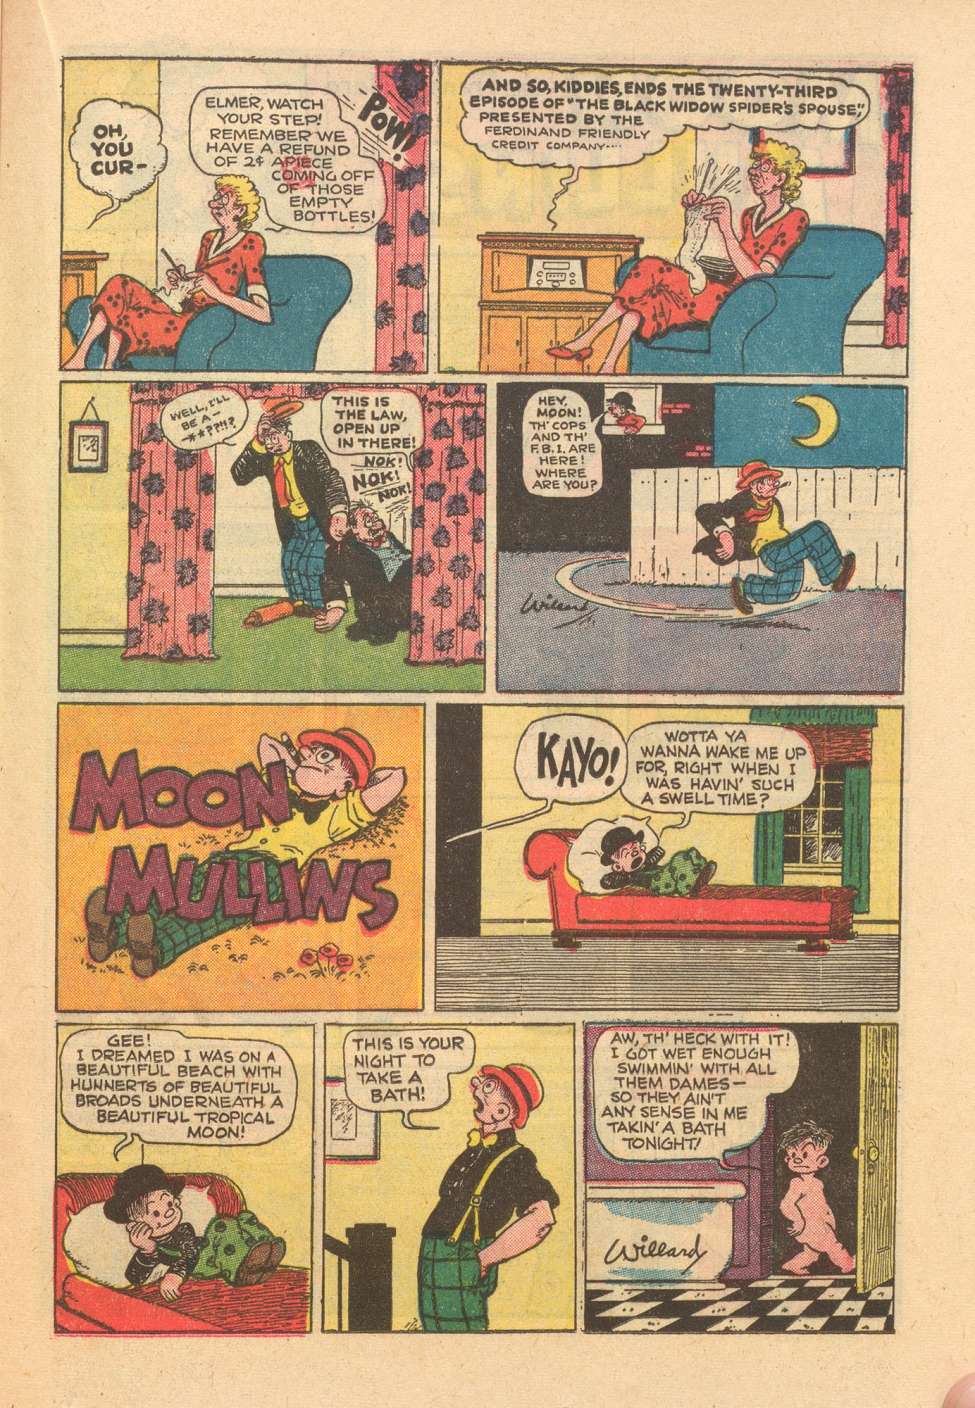 OH,
YOU
CUR-
ELMER, WATCH
YOUR STEP!
REMEMBER WE
HAVE A REFUND
OF 2¢ APIECE
COMING OFF
OF THOSE
EMPTY
BOTTLES!
POW!
AND SO, KIDDIES, ENDS THE TWENTY-THIRD
EPISODE OF "THE BLACK WIDOW SPIDER'S SPOUSE,"
PRESENTED BY THE
FERDINAND FRIENDLY
CREDIT COMPANY....
WELL, I'LL
BE A-
-**??!!?
THIS IS
THE LAW,
OPEN UP
IN THERE!
NOK!
NOK!
NOK!
HEY,
MOON!
TH' COPS
AND TH'
F.B.I. ARE
HERE!
WHERE
ARE YOU?
Willard
MOON
MULLINS
KAYO!
WOTTA YA
WANNA WAKE ME UP
FOR, RIGHT WHEN I
WAS HAVIN' SUCH
A SWELL TIME?
GEE!
I DREAMED I WAS ON A
BEAUTIFUL BEACH WITH
HUNNERTS OF BEAUTIFUL
BROADS UNDERNEATH A
BEAUTIFUL TROPICAL
MOON!
THIS IS YOUR
NIGHT TO
TAKE A
BATH!
AW, TH' HECK WITH IT!
I GOT WET ENOUGH
SWIMMIN' WITH ALL
THEM DAMES—
SO THEY AIN'T
ANY SENSE IN ME
TAKIN' A BATH
TONIGHT!
Willard